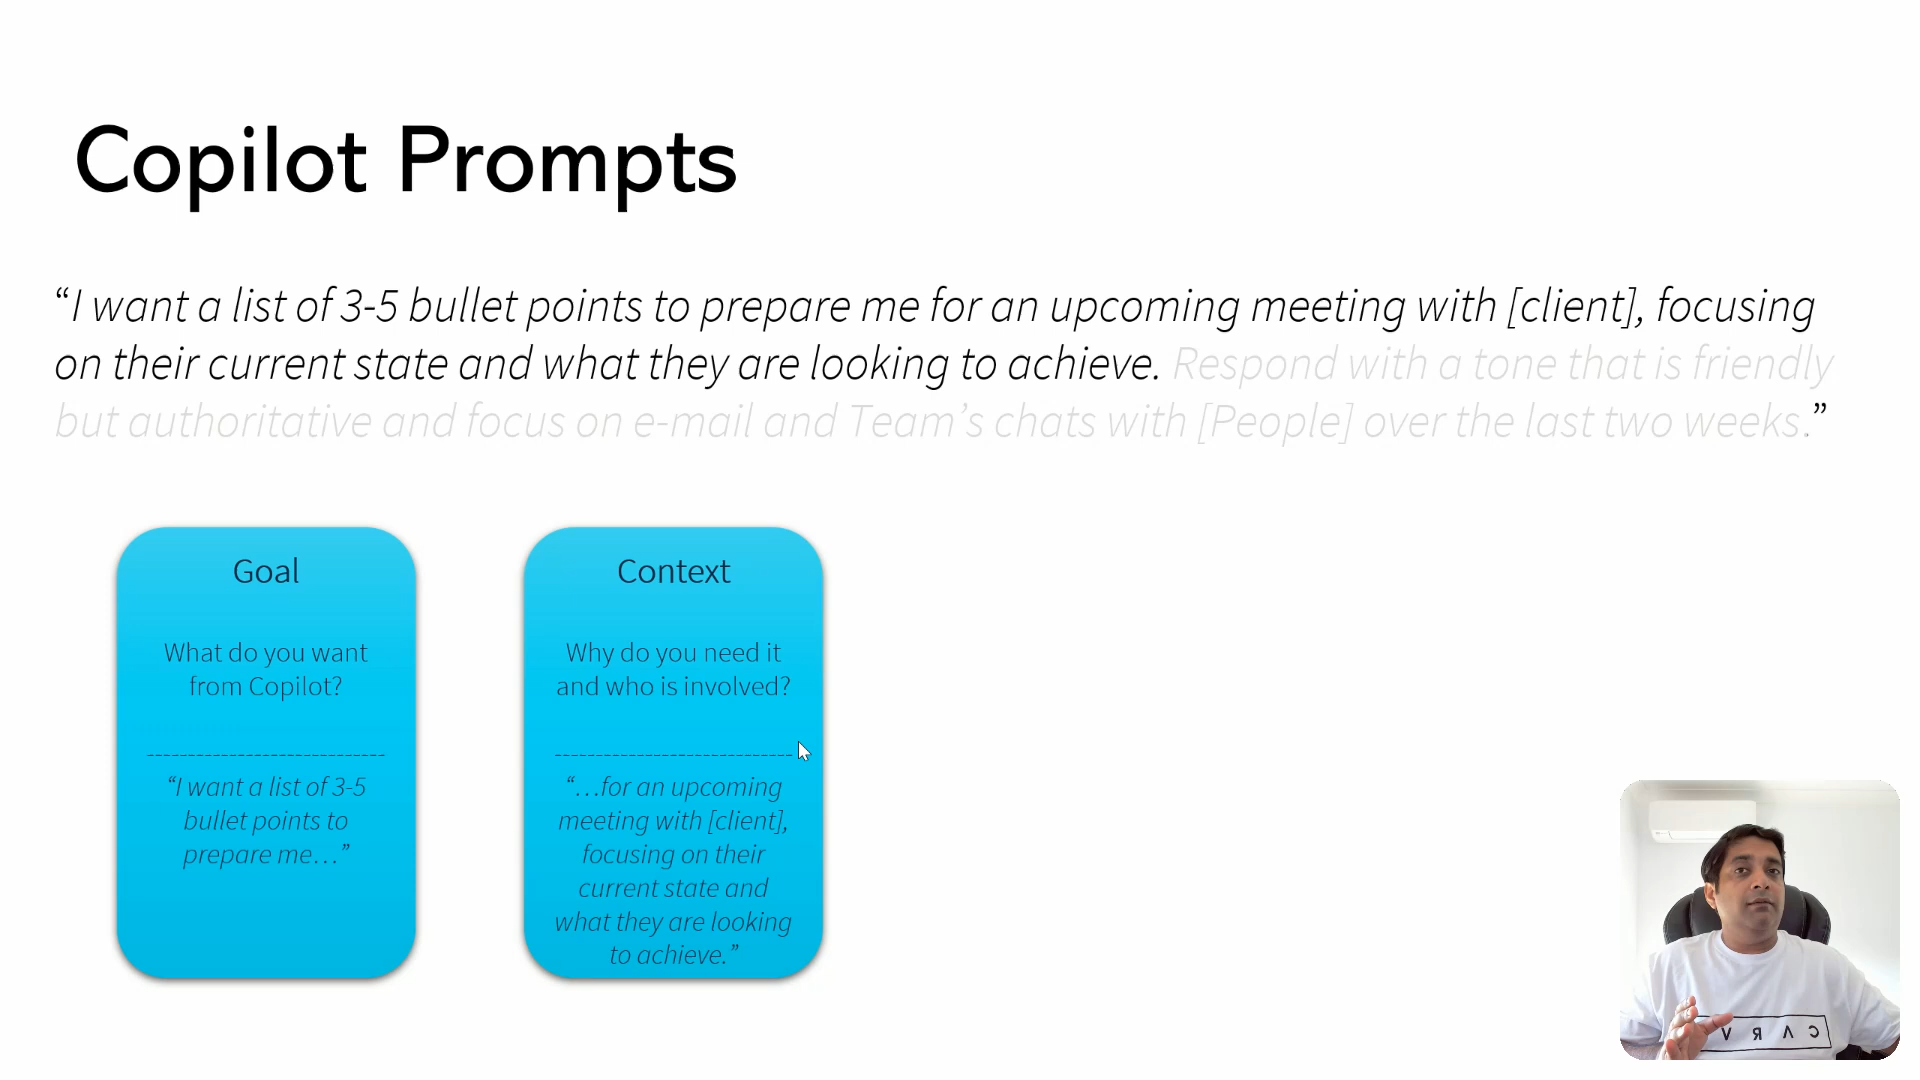 Copilot Prompts
“I want a list of 3-5 bullet points to prepare me for an upcoming meeting with [client], focusing
on their current state and what they are looking to achieve. Respond with a tone that is friendly
but authoritative and focus on e-mail and Team’s chats with [People] over the last two weeks.”
Goal
What do you want
from Copilot?
-----------------------------
“I want a list of 3-5
bullet points to
prepare me…”
Context
Why do you need it
and who is involved?
-----------------------------
“…for an upcoming
meeting with [client],
focusing on their
current state and
what they are looking
to achieve.”
CARV